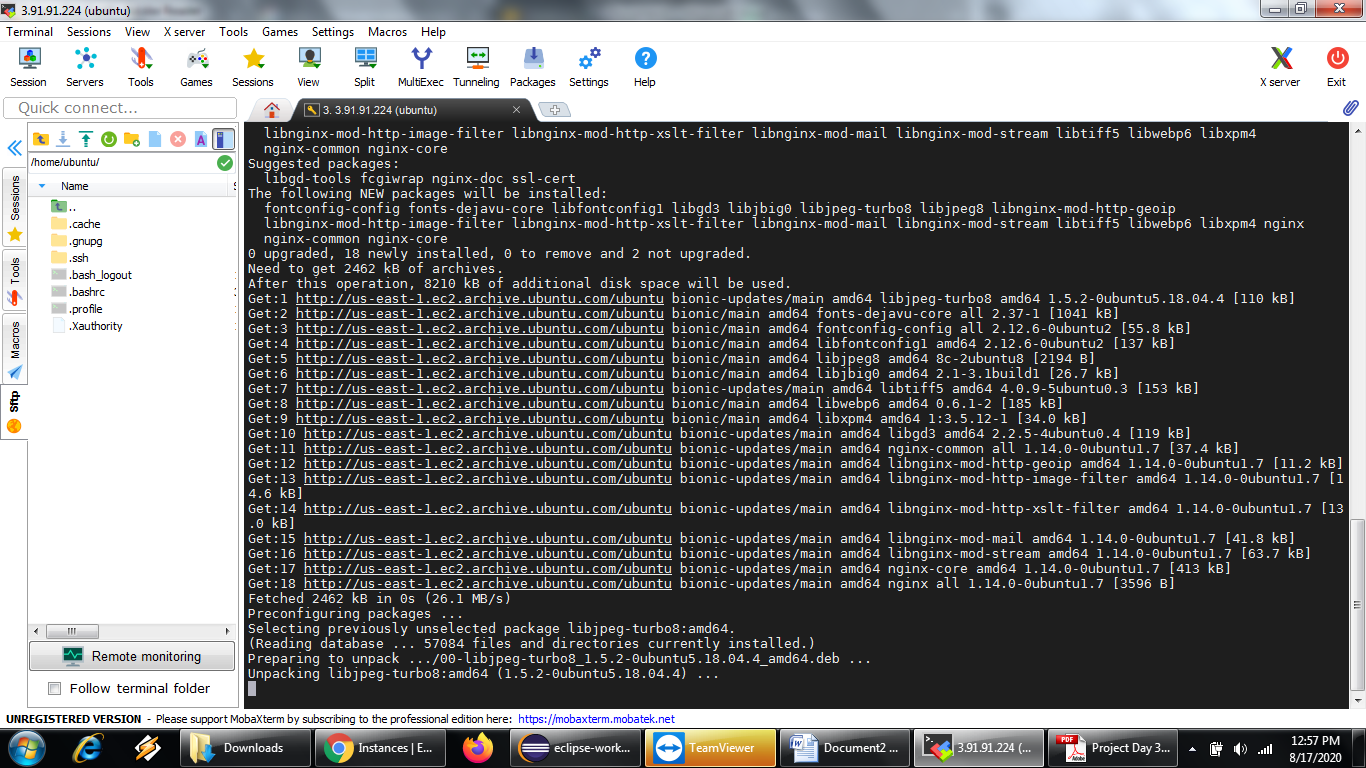 3.91.91.224 (ubuntu)
Terminal Sessions View X server Tools Games Settings Macros Help
Session Servers Tools Games Sessions View Split MultiExec Tunneling Packages Settings Help X server Exit
Quick connect...
3. 3.91.91.224 (ubuntu)
/home/ubuntu/
Name
..
.cache
.gnupg
.ssh
.bash_logout
.bashrc
.profile
.Xauthority
Sessions
Tools
Macros
Sftp
Remote monitoring
Follow terminal folder
libnginx-mod-http-image-filter libnginx-mod-http-xslt-filter libnginx-mod-mail libnginx-mod-stream libtiff5 libwebp6 libxpm4
nginx-common nginx-core
Suggested packages:
libgd-tools fcgiwrap nginx-doc ssl-cert
The following NEW packages will be installed:
fontconfig-config fonts-dejavu-core libfontconfig1 libgd3 libjbig0 libjpeg-turbo8 libjpeg8 libnginx-mod-http-geoip
libnginx-mod-http-image-filter libnginx-mod-http-xslt-filter libnginx-mod-mail libnginx-mod-stream libtiff5 libwebp6 libxpm4 nginx
nginx-common nginx-core
0 upgraded, 18 newly installed, 0 to remove and 2 not upgraded.
Need to get 2462 kB of archives.
After this operation, 8210 kB of additional disk space will be used.
Get:1 http://us-east-1.ec2.archive.ubuntu.com/ubuntu bionic-updates/main amd64 libjpeg-turbo8 amd64 1.5.2-0ubuntu5.18.04.4 [110 kB]
Get:2 http://us-east-1.ec2.archive.ubuntu.com/ubuntu bionic/main amd64 fonts-dejavu-core all 2.37-1 [1041 kB]
Get:3 http://us-east-1.ec2.archive.ubuntu.com/ubuntu bionic/main amd64 fontconfig-config all 2.12.6-0ubuntu2 [55.8 kB]
Get:4 http://us-east-1.ec2.archive.ubuntu.com/ubuntu bionic/main amd64 libfontconfig1 amd64 2.12.6-0ubuntu2 [137 kB]
Get:5 http://us-east-1.ec2.archive.ubuntu.com/ubuntu bionic/main amd64 libjpeg8 amd64 8c-2ubuntu8 [2194 B]
Get:6 http://us-east-1.ec2.archive.ubuntu.com/ubuntu bionic/main amd64 libjbig0 amd64 2.1-3.1build1 [26.7 kB]
Get:7 http://us-east-1.ec2.archive.ubuntu.com/ubuntu bionic-updates/main amd64 libtiff5 amd64 4.0.9-5ubuntu0.3 [153 kB]
Get:8 http://us-east-1.ec2.archive.ubuntu.com/ubuntu bionic/main amd64 libwebp6 amd64 0.6.1-2 [185 kB]
Get:9 http://us-east-1.ec2.archive.ubuntu.com/ubuntu bionic/main amd64 libxpm4 amd64 1:3.5.12-1 [34.0 kB]
Get:10 http://us-east-1.ec2.archive.ubuntu.com/ubuntu bionic-updates/main amd64 libgd3 amd64 2.2.5-4ubuntu0.4 [119 kB]
Get:11 http://us-east-1.ec2.archive.ubuntu.com/ubuntu bionic-updates/main amd64 nginx-common all 1.14.0-0ubuntu1.7 [37.4 kB]
Get:12 http://us-east-1.ec2.archive.ubuntu.com/ubuntu bionic-updates/main amd64 libnginx-mod-http-geoip amd64 1.14.0-0ubuntu1.7 [11.2 kB]
Get:13 http://us-east-1.ec2.archive.ubuntu.com/ubuntu bionic-updates/main amd64 libnginx-mod-http-image-filter amd64 1.14.0-0ubuntu1.7 [1
4.6 kB]
Get:14 http://us-east-1.ec2.archive.ubuntu.com/ubuntu bionic-updates/main amd64 libnginx-mod-http-xslt-filter amd64 1.14.0-0ubuntu1.7 [13
.0 kB]
Get:15 http://us-east-1.ec2.archive.ubuntu.com/ubuntu bionic-updates/main amd64 libnginx-mod-mail amd64 1.14.0-0ubuntu1.7 [41.8 kB]
Get:16 http://us-east-1.ec2.archive.ubuntu.com/ubuntu bionic-updates/main amd64 libnginx-mod-stream amd64 1.14.0-0ubuntu1.7 [63.7 kB]
Get:17 http://us-east-1.ec2.archive.ubuntu.com/ubuntu bionic-updates/main amd64 nginx-core amd64 1.14.0-0ubuntu1.7 [413 kB]
Get:18 http://us-east-1.ec2.archive.ubuntu.com/ubuntu bionic-updates/main amd64 nginx all 1.14.0-0ubuntu1.7 [3596 B]
Fetched 2462 kB in 0s (26.1 MB/s)
Preconfiguring packages ...
Selecting previously unselected package libjpeg-turbo8:amd64.
(Reading database ... 57084 files and directories currently installed.)
Preparing to unpack .../00-libjpeg-turbo8_1.5.2-0ubuntu5.18.04.4_amd64.deb ...
Unpacking libjpeg-turbo8:amd64 (1.5.2-0ubuntu5.18.04.4) ...
UNREGISTERED VERSION - Please support MobaXterm by subscribing to the professional edition here: https://mobaxterm.mobatek.net
Downloads
Instances | E...
eclipse-work...
TeamViewer
Document2 ...
3.91.91.224 (...
PDF
Project Day 3...
12:57 PM
8/17/2020